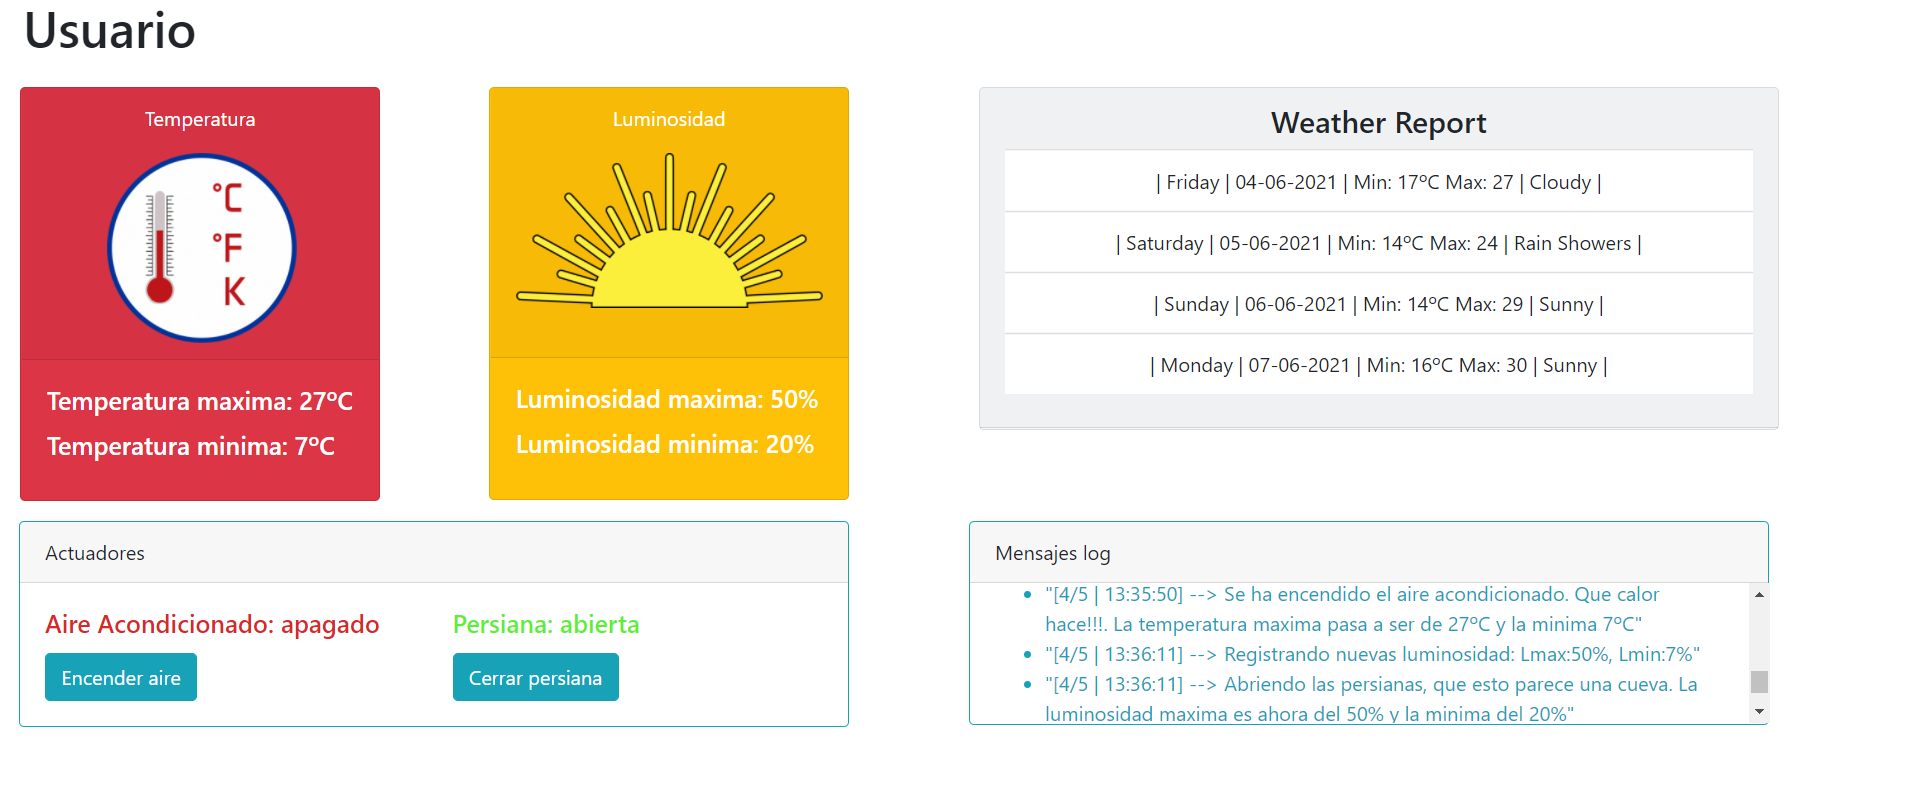 Usuario
Temperatura
°C
°F
K
Temperatura maxima: 27ºC
Temperatura minima: 7ºC
Luminosidad
Luminosidad maxima: 50%
Luminosidad minima: 20%
Weather Report
| Friday | 04-06-2021 | Min: 17ºC Max: 27 | Cloudy |
| Saturday | 05-06-2021 | Min: 14ºC Max: 24 | Rain Showers |
| Sunday | 06-06-2021 | Min: 14ºC Max: 29 | Sunny |
| Monday | 07-06-2021 | Min: 16ºC Max: 30 | Sunny |
Actuadores
Aire Acondicionado: apagado
Encender aire
Persiana: abierta
Cerrar persiana
Mensajes log
• "[4/5 | 13:35:50] --> Se ha encendido el aire acondicionado. Que calor
hace!!!. La temperatura maxima pasa a ser de 27ºC y la minima 7ºC"
• "[4/5 | 13:36:11] --> Registrando nuevas luminosidad: Lmax:50%, Lmin:7%"
• "[4/5 | 13:36:11] --> Abriendo las persianas, que esto parece una cueva. La
luminosidad maxima es ahora del 50% y la minima del 20%"